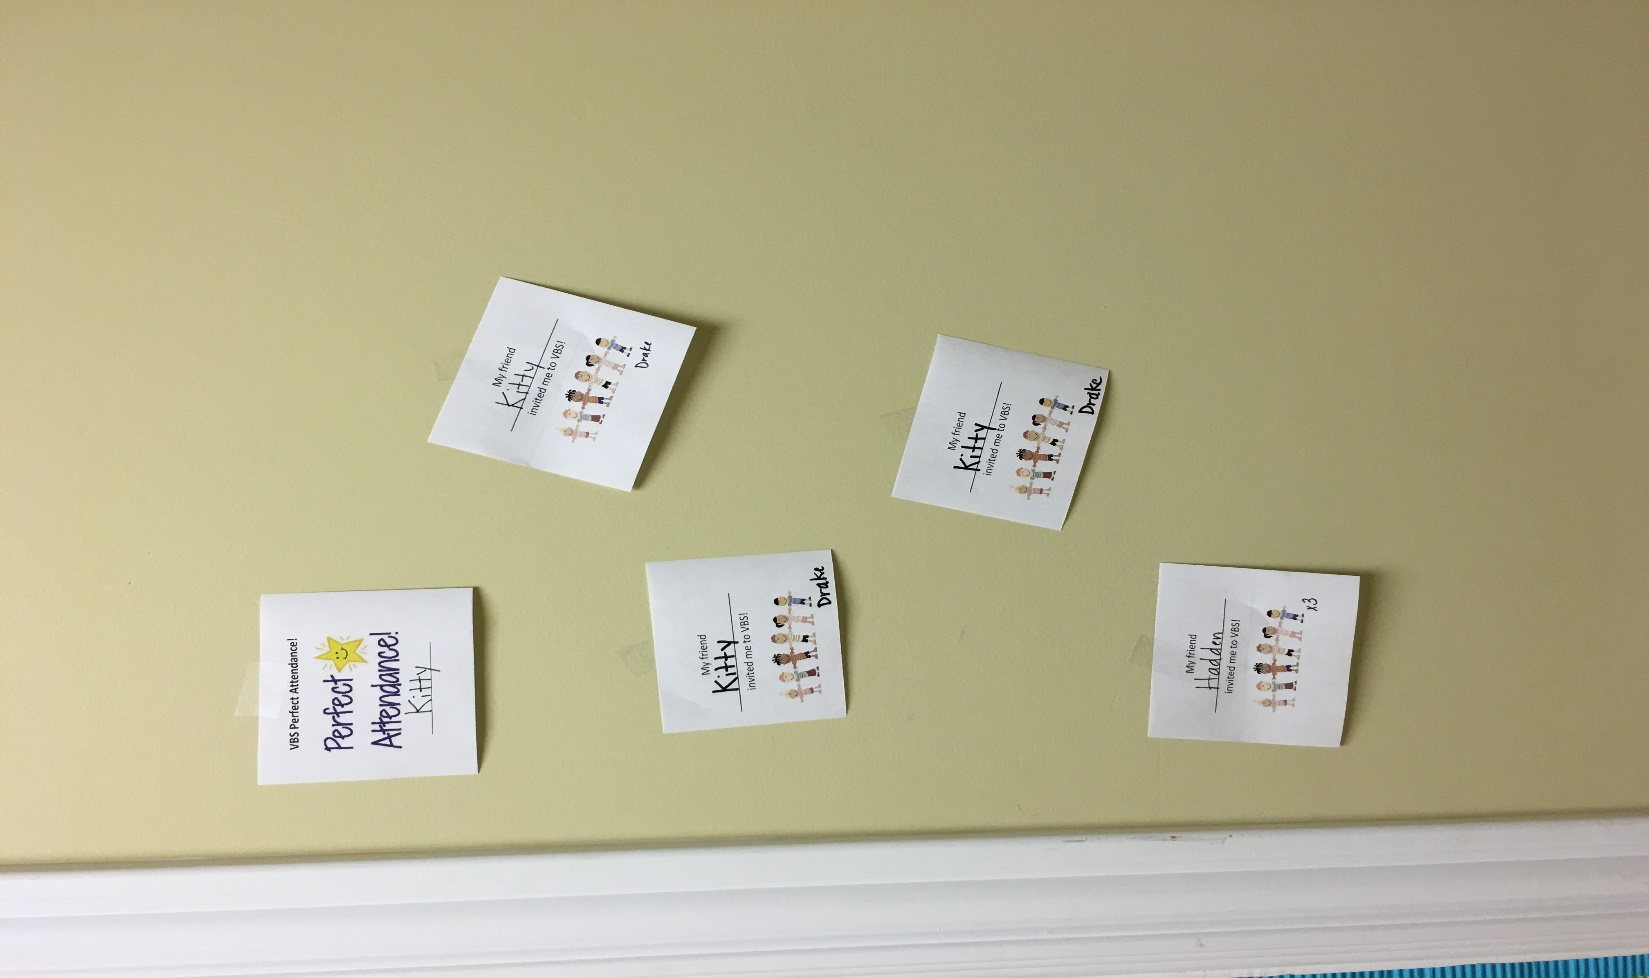 VBS Perfect Attendance!
Perfect
Attendance!
Kitty
My friend
Kitty
invited me to VBS!
Drake
My friend
Kitty
invited me to VBS!
Drake
My friend
Kitty
invited me to VBS!
Drake
My friend
Hadden
invited me to VBS!
x3